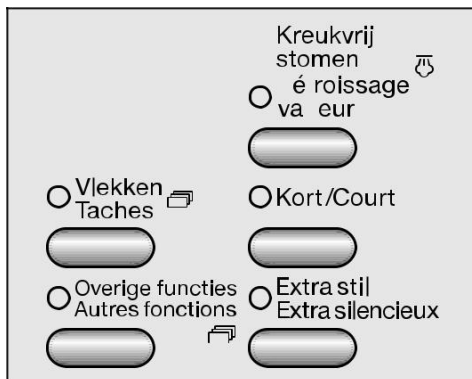 Kreukvrij
stomen
é roissage
va eur
Vlekken
Taches
Kort/Court
Overige functies
Autres fonctions
Extra stil
Extra silencieux